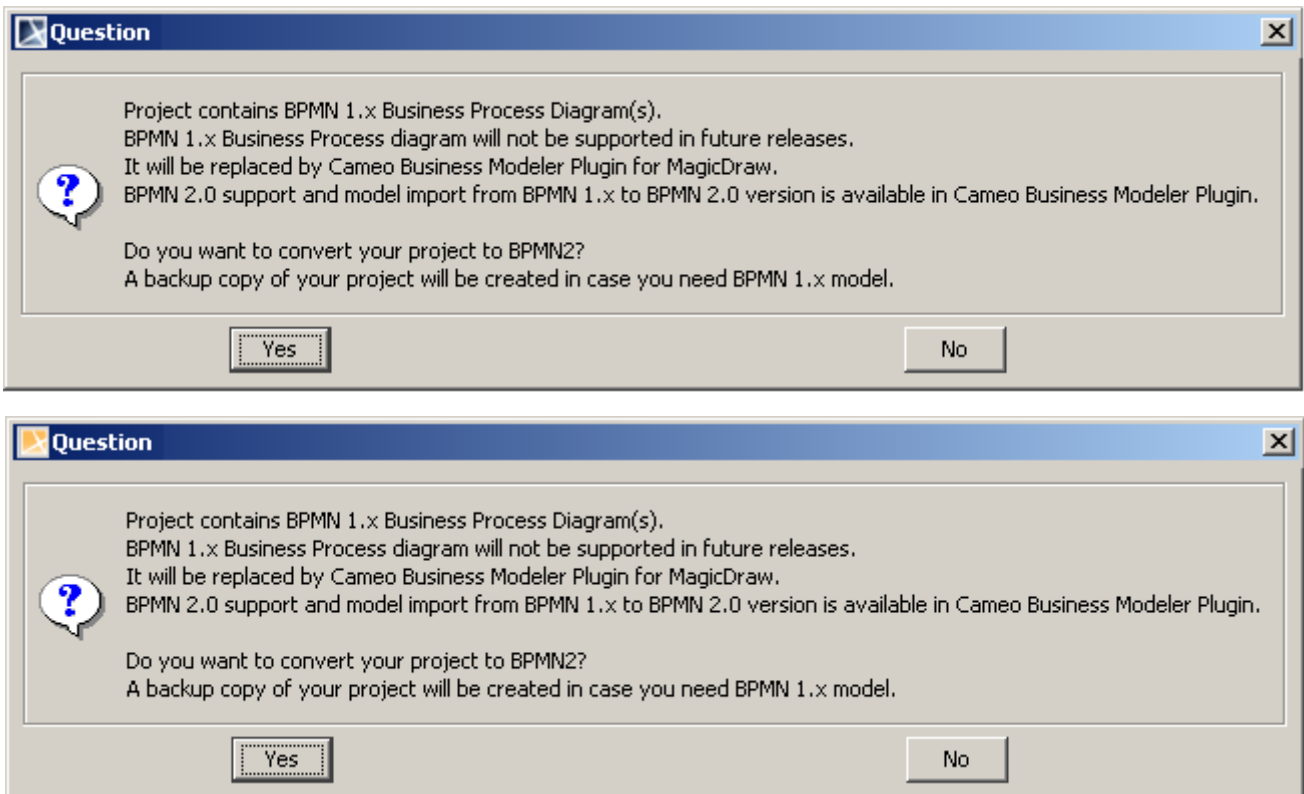 Question
Project contains BPMN 1.x Business Process Diagram(s).
BPMN 1.x Business Process diagram will not be supported in future releases.
It will be replaced by Cameo Business Modeler Plugin for MagicDraw.
BPMN 2.0 support and model import from BPMN 1.x to BPMN 2.0 version is available in Cameo Business Modeler Plugin.
Do you want to convert your project to BPMN2?
A backup copy of your project will be created in case you need BPMN 1.x model.
Yes No
Question
Project contains BPMN 1.x Business Process Diagram(s).
BPMN 1.x Business Process diagram will not be supported in future releases.
It will be replaced by Cameo Business Modeler Plugin for MagicDraw.
BPMN 2.0 support and model import from BPMN 1.x to BPMN 2.0 version is available in Cameo Business Modeler Plugin.
Do you want to convert your project to BPMN2?
A backup copy of your project will be created in case you need BPMN 1.x model.
Yes No